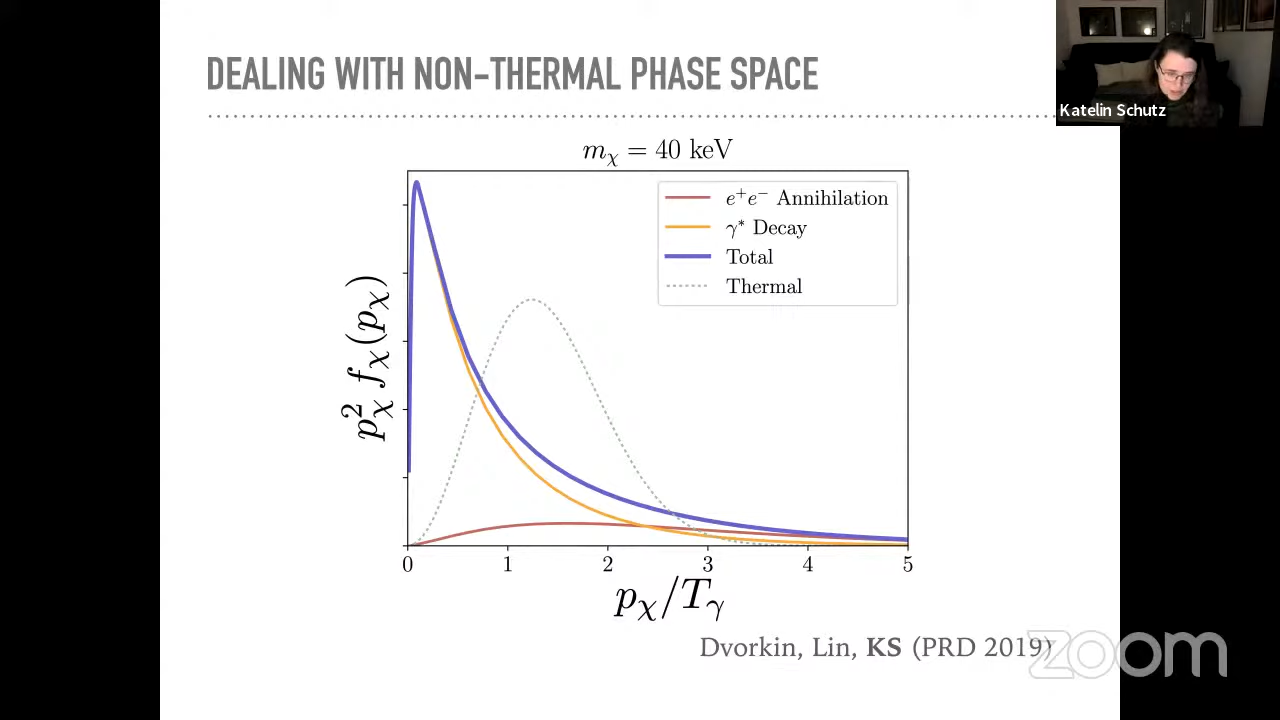 DEALING WITH NON-THERMAL PHASE SPACE
Katelin Schutz
m_χ = 40 keV
e⁺e⁻ Annihilation
γ* Decay
Total
Thermal
p_χ² f_χ(p_χ)
0 1 2 3 4 5
p_χ/T_γ
Dvorkin, Lin, KS (PRD 2019)
zoom